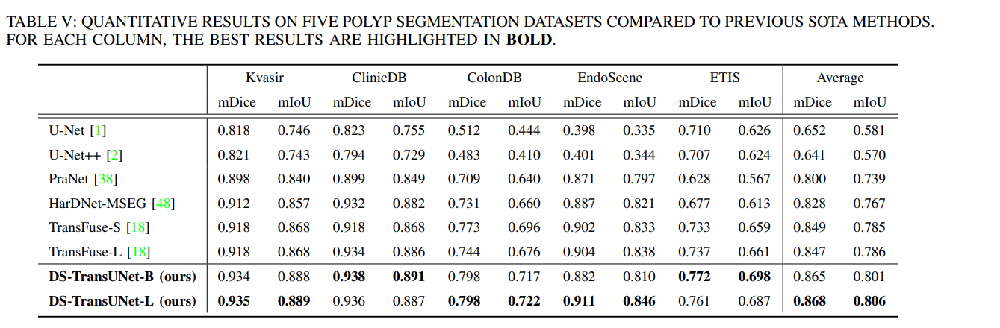 TABLE V: QUANTITATIVE RESULTS ON FIVE POLYP SEGMENTATION DATASETS COMPARED TO PREVIOUS SOTA METHODS.
FOR EACH COLUMN, THE BEST RESULTS ARE HIGHLIGHTED IN BOLD.
Kvasir ClinicDB ColonDB EndoScene ETIS Average
mDice mIoU mDice mIoU mDice mIoU mDice mIoU mDice mIoU mDice mIoU
U-Net [1] 0.818 0.746 0.823 0.755 0.512 0.444 0.398 0.335 0.710 0.626 0.652 0.581
U-Net++ [2] 0.821 0.743 0.794 0.729 0.483 0.410 0.401 0.344 0.707 0.624 0.641 0.570
PraNet [38] 0.898 0.840 0.899 0.849 0.709 0.640 0.871 0.797 0.628 0.567 0.800 0.739
HarDNet-MSEG [48] 0.912 0.857 0.932 0.882 0.731 0.660 0.887 0.821 0.677 0.613 0.828 0.767
TransFuse-S [18] 0.918 0.868 0.918 0.868 0.773 0.696 0.902 0.833 0.733 0.659 0.849 0.785
TransFuse-L [18] 0.918 0.868 0.934 0.886 0.744 0.676 0.904 0.838 0.737 0.661 0.847 0.786
DS-TransUNet-B (ours) 0.934 0.888 0.938 0.891 0.798 0.717 0.882 0.810 0.772 0.698 0.865 0.801
DS-TransUNet-L (ours) 0.935 0.889 0.936 0.887 0.798 0.722 0.911 0.846 0.761 0.687 0.868 0.806